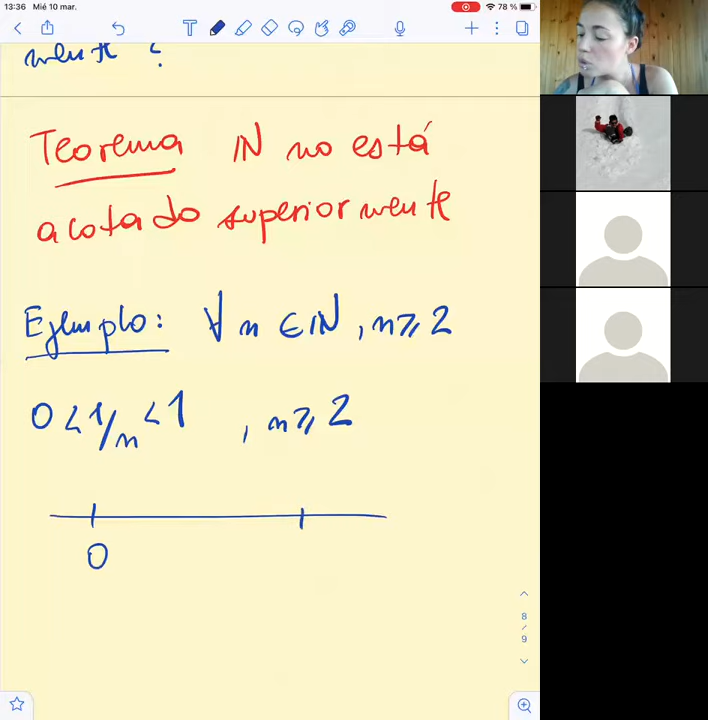 13:36 Mié 10 mar.
78 %
mente ?
Teorema ℕ no está
acotado superiormente
Ejemplo: ∀ n ∈ ℕ, n ≥ 2
0 < 1/n < 1 , n ≥ 2
0
8
/
9